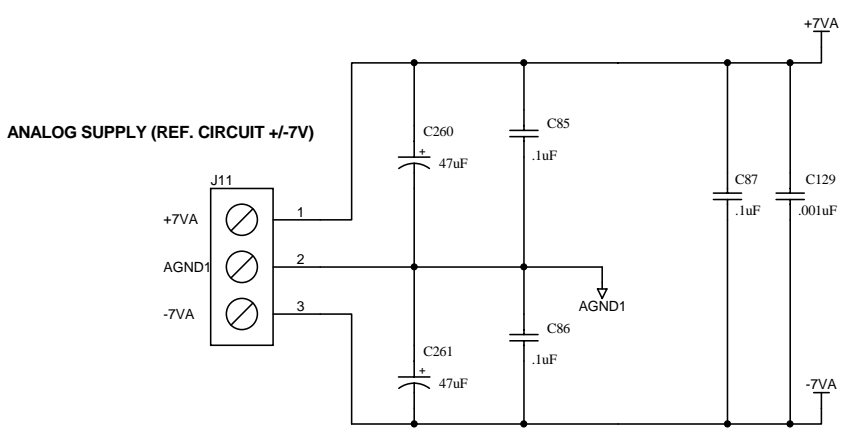 +7VA
ANALOG SUPPLY (REF. CIRCUIT +/-7V)
C260
+
47uF
C85
.1uF
C87
.1uF
C129
.001uF
J11
+7VA
1
AGND1
2
-7VA
3
AGND1
C86
.1uF
C261
+
47uF
-7VA